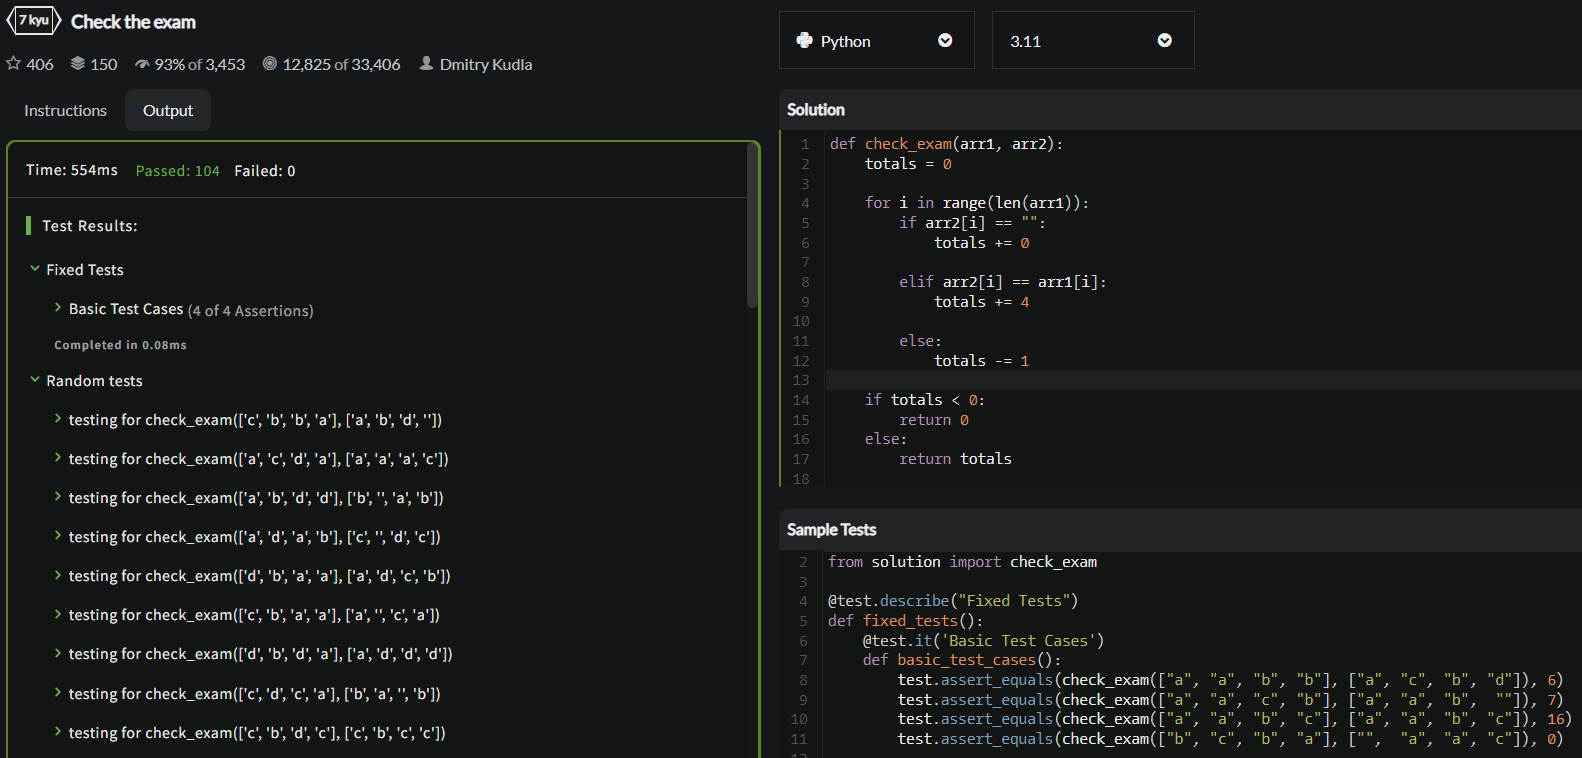 7 kyu Check the exam
406 150 93% of 3,453 12,825 of 33,406 Dmitry Kudla
Instructions Output
Time: 554ms Passed: 104 Failed: 0
Test Results:
Fixed Tests
Basic Test Cases (4 of 4 Assertions)
Completed in 0.08ms
Random tests
testing for check_exam(['c', 'b', 'b', 'a'], ['a', 'b', 'd', ''])
testing for check_exam(['a', 'c', 'd', 'a'], ['a', 'a', 'a', 'c'])
testing for check_exam(['a', 'b', 'd', 'd'], ['b', '', 'a', 'b'])
testing for check_exam(['a', 'd', 'a', 'b'], ['c', '', 'd', 'c'])
testing for check_exam(['d', 'b', 'a', 'a'], ['a', 'd', 'c', 'b'])
testing for check_exam(['c', 'b', 'a', 'a'], ['a', '', 'c', 'a'])
testing for check_exam(['d', 'b', 'd', 'a'], ['a', 'd', 'd', 'd'])
testing for check_exam(['c', 'd', 'c', 'a'], ['b', 'a', '', 'b'])
testing for check_exam(['c', 'b', 'd', 'c'], ['c', 'b', 'c', 'c'])
Python 3.11
Solution
1 def check_exam(arr1, arr2):
2     totals = 0
3
4     for i in range(len(arr1)):
5         if arr2[i] == "":
6             totals += 0
7
8         elif arr2[i] == arr1[i]:
9             totals += 4
10
11         else:
12             totals -= 1
13
14     if totals < 0:
15         return 0
16     else:
17         return totals
18
Sample Tests
2 from solution import check_exam
3
4 @test.describe("Fixed Tests")
5 def fixed_tests():
6     @test.it('Basic Test Cases')
7     def basic_test_cases():
8         test.assert_equals(check_exam(["a", "a", "b", "b"], ["a", "c", "b", "d"]), 6)
9         test.assert_equals(check_exam(["a", "a", "c", "b"], ["a", "a", "b",  ""]), 7)
10         test.assert_equals(check_exam(["a", "a", "b", "c"], ["a", "a", "b", "c"]), 16)
11         test.assert_equals(check_exam(["b", "c", "b", "a"], ["",  "a", "a", "c"]), 0)